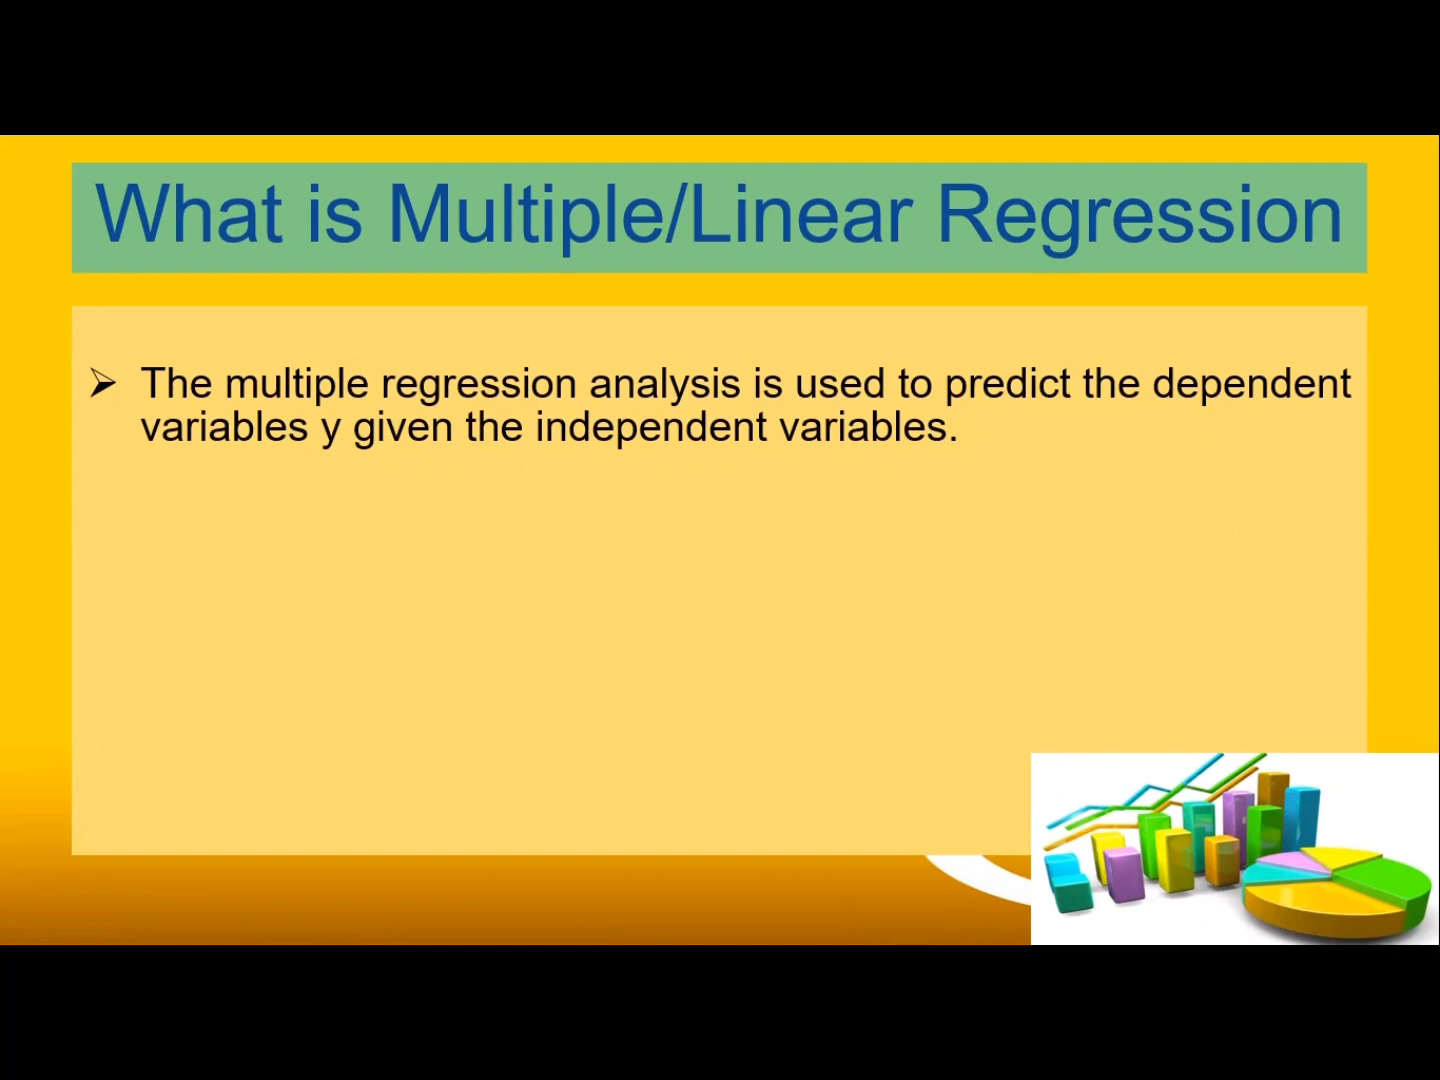 What is Multiple/Linear Regression
➢ The multiple regression analysis is used to predict the dependent
variables y given the independent variables.